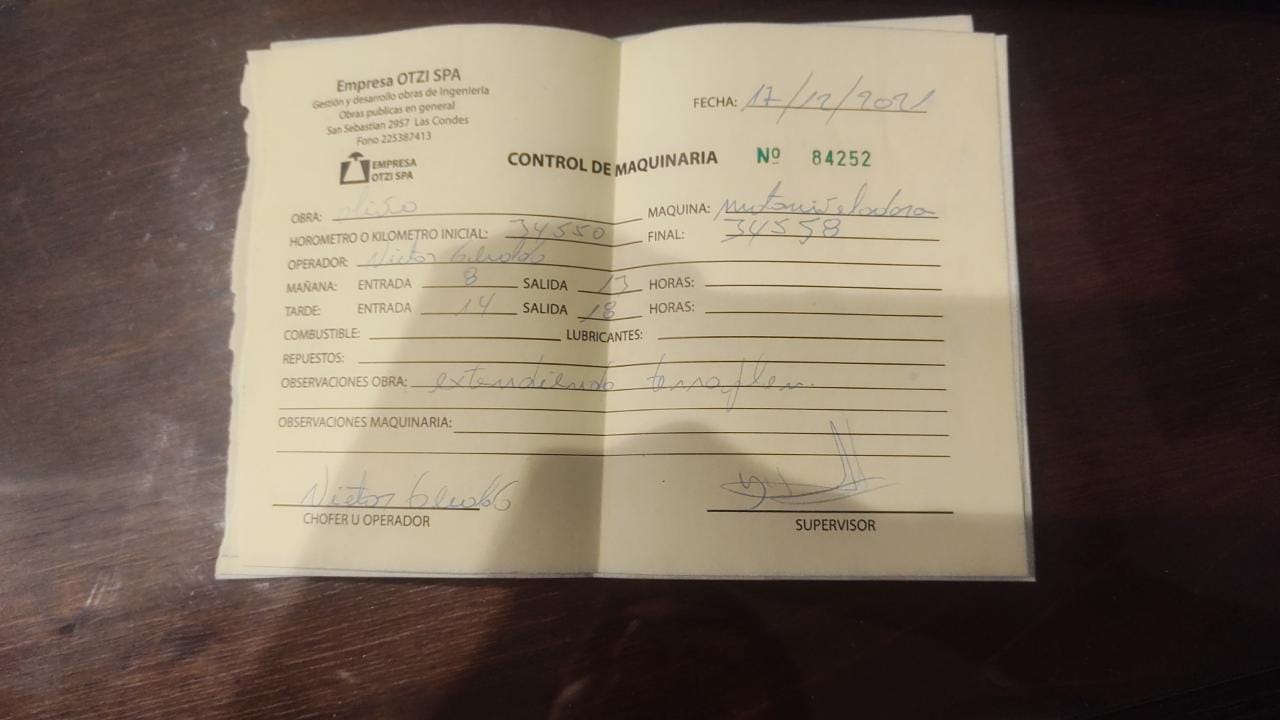 Empresa OTZI SPA
Gestión y desarrollo obras de Ingeniería
Obras publicas en general
San Sebastian 2957 Las Condes
Fono 225387413
EMPRESA
OTZI SPA
FECHA: 17/12/2021
CONTROL DE MAQUINARIA Nº 84252
OBRA: MAQUINA: motoniveladora
HOROMETRO O KILOMETRO INICIAL: 34550 FINAL: 34558
OPERADOR: Victor
MAÑANA: ENTRADA 8 SALIDA 13 HORAS:
TARDE: ENTRADA 14 SALIDA 18 HORAS:
COMBUSTIBLE: LUBRICANTES:
REPUESTOS:
OBSERVACIONES OBRA: extendiendo terraplen.
OBSERVACIONES MAQUINARIA:
Victor
CHOFER U OPERADOR
SUPERVISOR